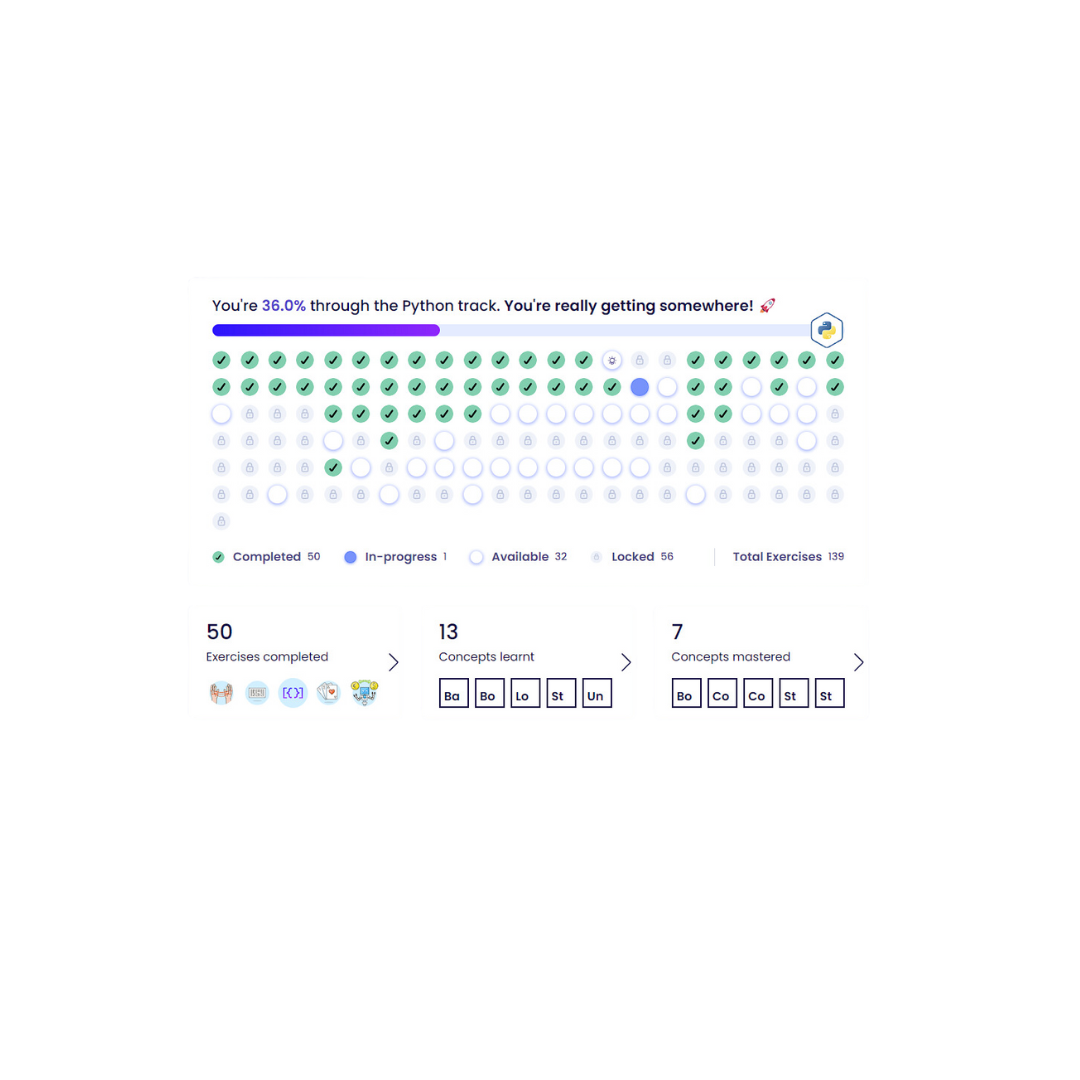 You're 36.0% through the Python track. You're really getting somewhere! 🚀
Completed 50 In-progress 1 Available 32 Locked 56 Total Exercises 139
50
Exercises completed
13
Concepts learnt
Ba Bo Lo St Un
7
Concepts mastered
Bo Co Co St St